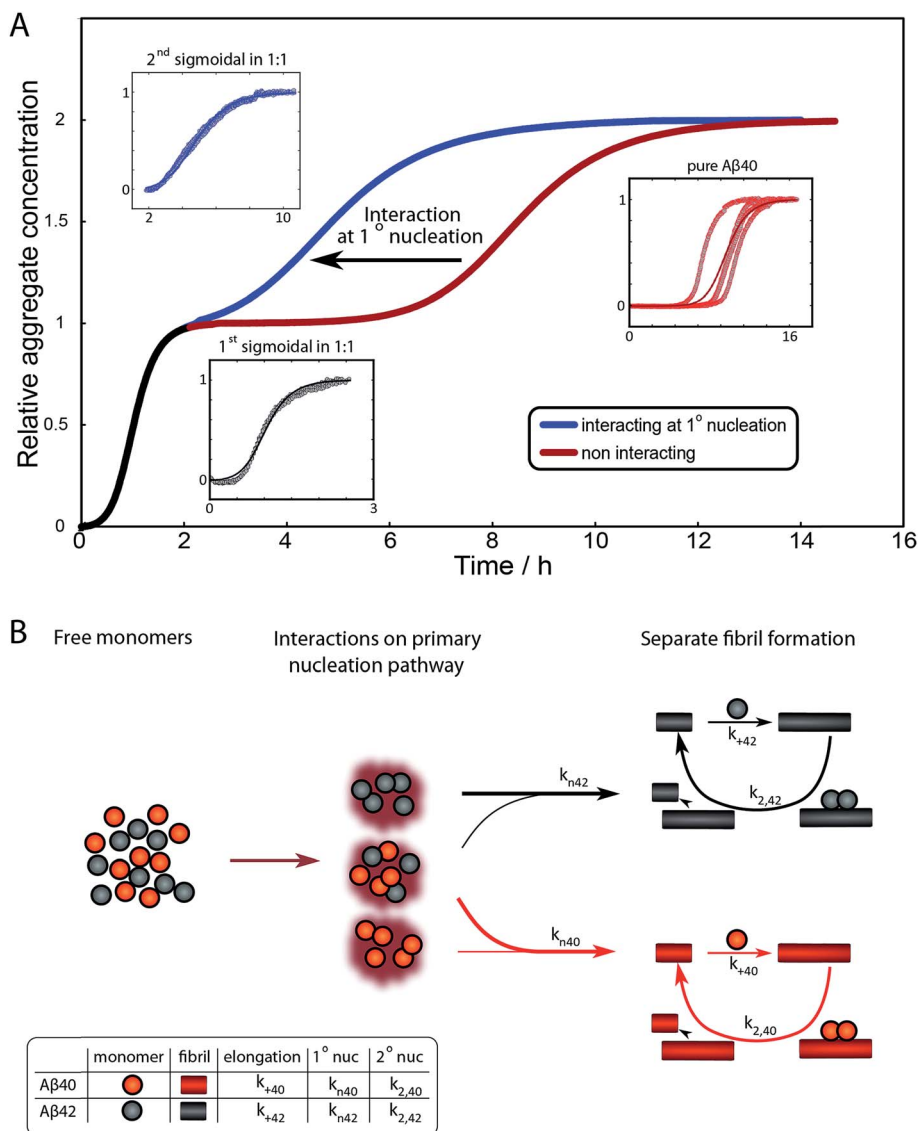 A
2nd sigmoidal in 1:1
1
0
2
10
Relative aggregate concentration
2
1.5
1
0.5
0
Interaction
at 1° nucleation
pure Aβ40
1
0
0
16
1st sigmoidal in 1:1
1
0
0
3
interacting at 1° nucleation
non interacting
0 2 4 6 8 10 12 14 16
Time / h
B
Free monomers
Interactions on primary
nucleation pathway
Separate fibril formation
k+42
kn42
k2,42
kn40
k+40
k2,40
monomer fibril elongation 1° nuc 2° nuc
Aβ40 k+40 kn40 k2,40
Aβ42 k+42 kn42 k2,42